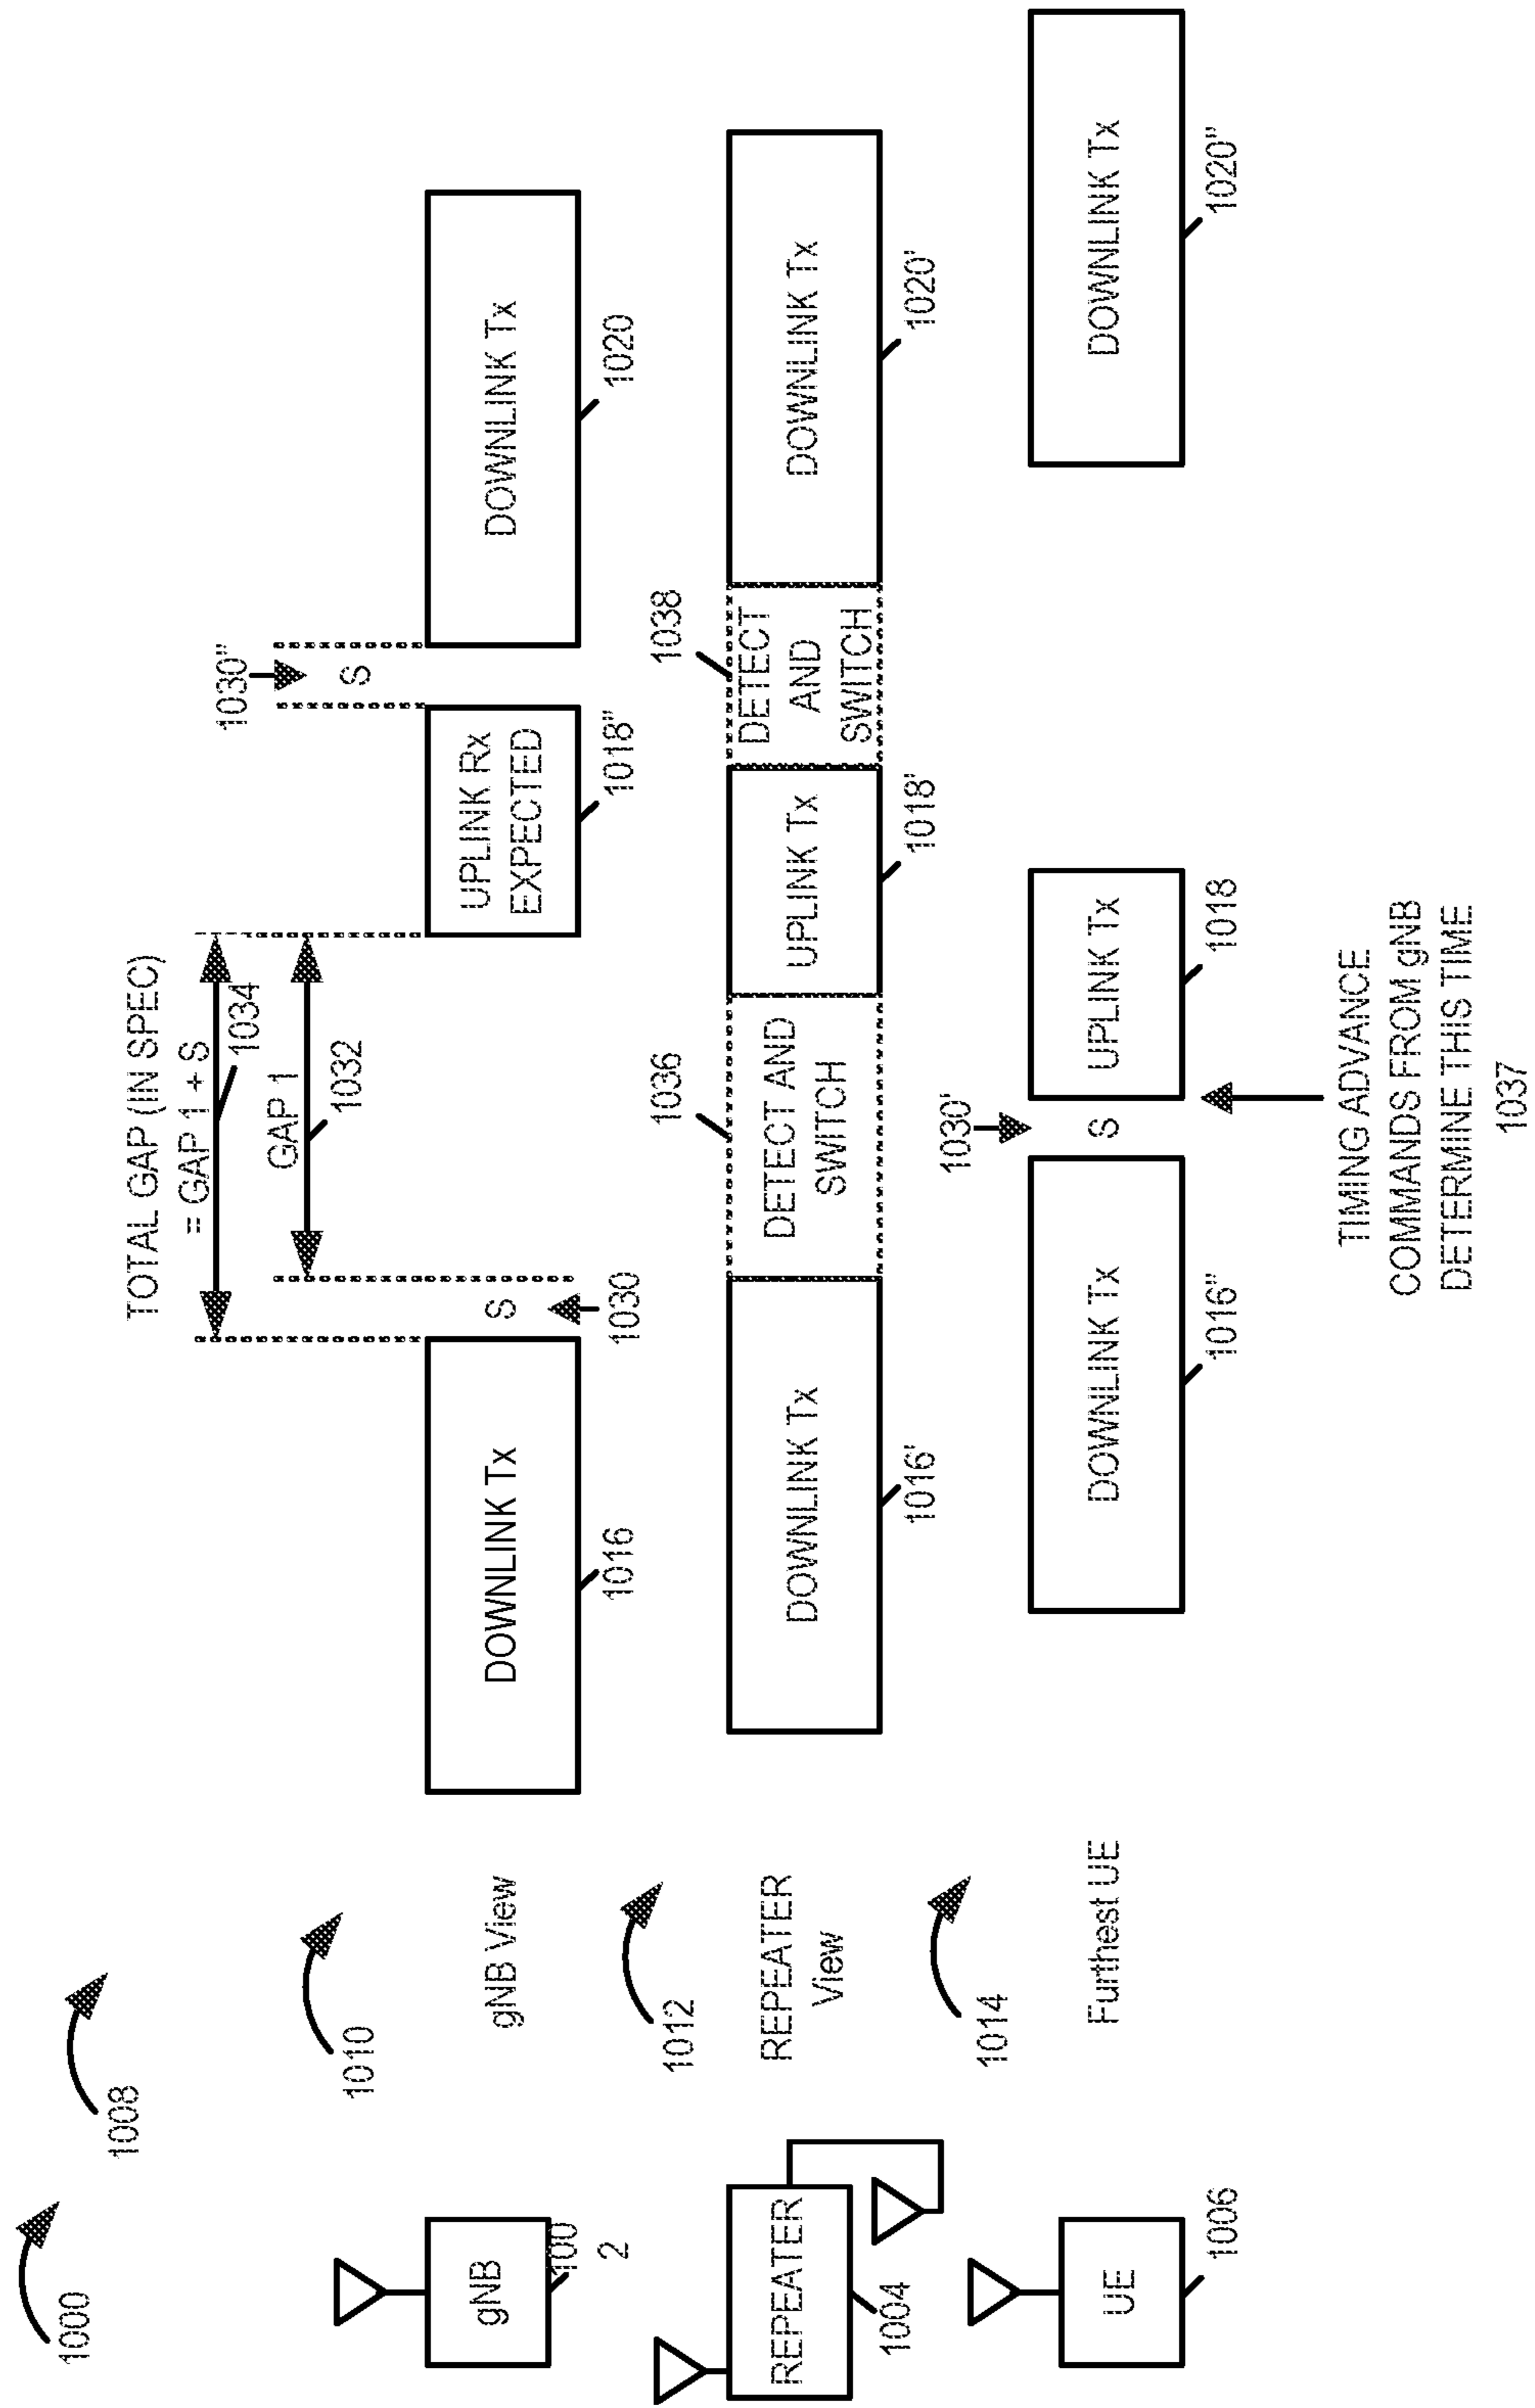 1000
1008
1010
gNB View
1012
REPEATER
View
1014
Furthest UE
gNB
100
2
REPEATER
1004
UE
1006
TOTAL GAP (IN SPEC)
= GAP 1 + S
1034
GAP 1
1032
1030"
S
S
1030
DOWNLINK Tx
1016
UPLINK Rx
EXPECTED
1018"
DOWNLINK Tx
1020
DOWNLINK Tx
1016'
1036
DETECT AND
SWITCH
UPLINK Tx
1018'
1038
DETECT
AND
SWITCH
DOWNLINK Tx
1020'
DOWNLINK Tx
1016"
1030'
S
UPLINK Tx
1018
DOWNLINK Tx
1020"
TIMING ADVANCE
COMMANDS FROM gNB
DETERMINE THIS TIME
1037